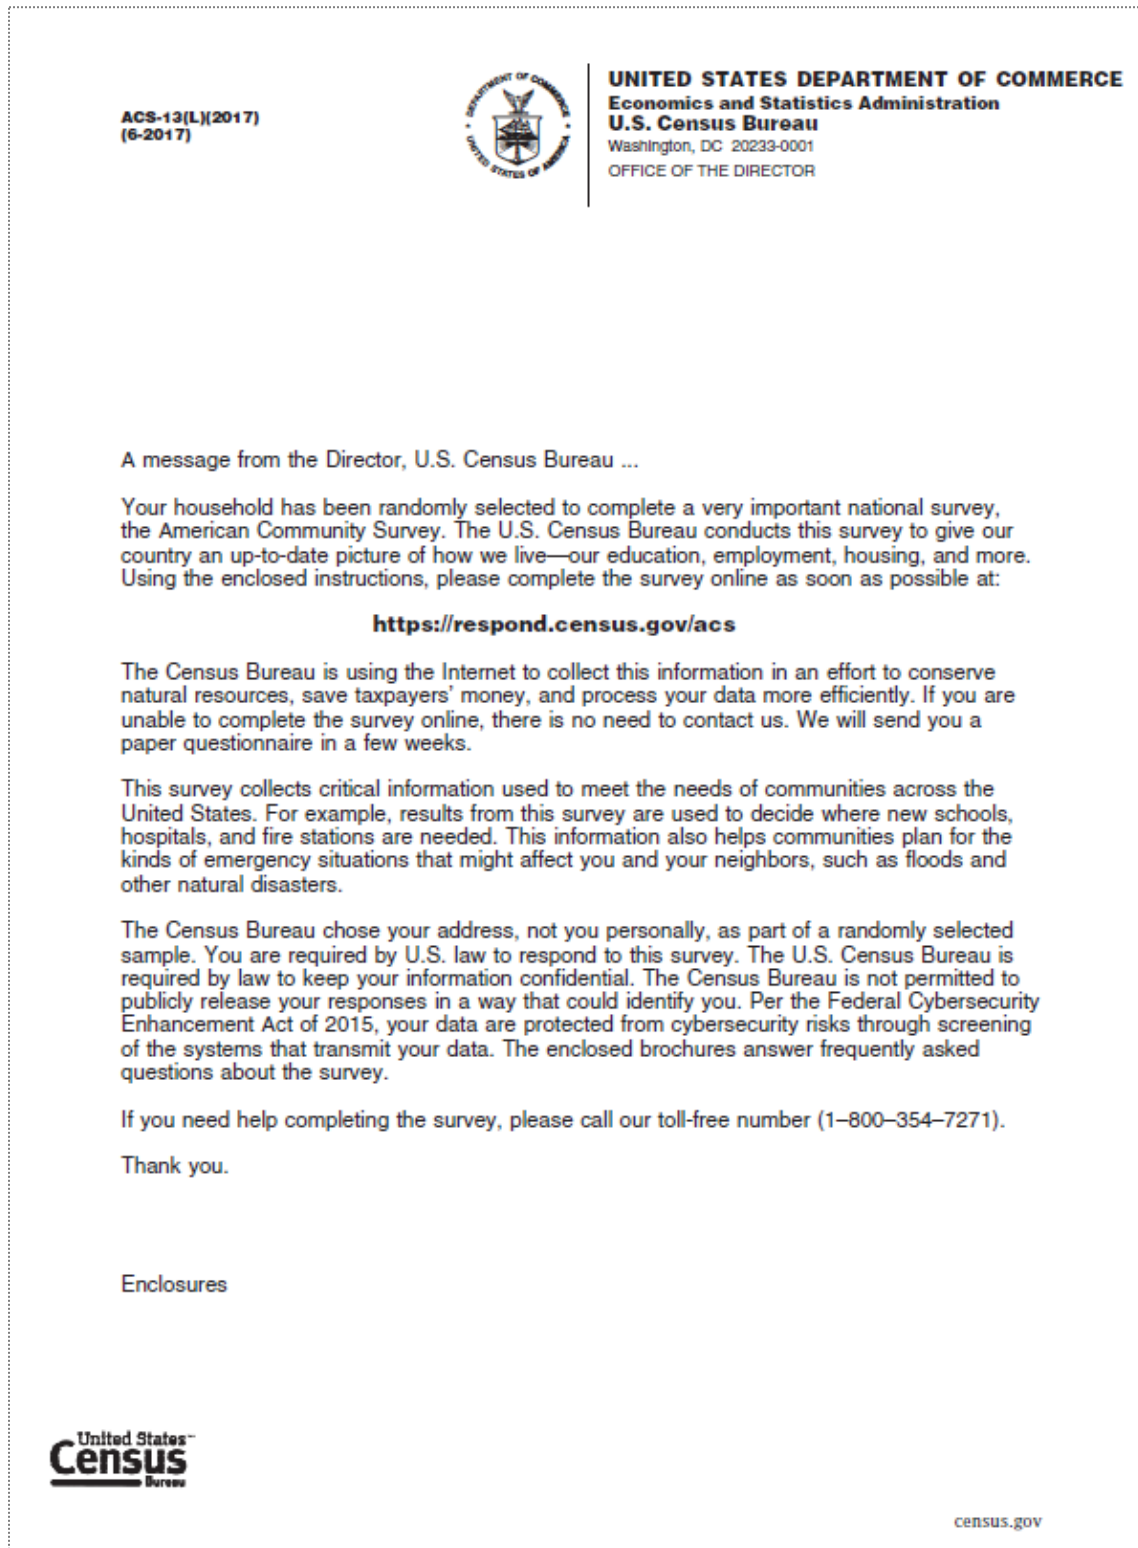 ACS-13(L)(2017)
(6-2017)
DEPARTMENT OF COMMERCE
UNITED STATES OF AMERICA
UNITED STATES DEPARTMENT OF COMMERCE
Economics and Statistics Administration
U.S. Census Bureau
Washington, DC 20233-0001
OFFICE OF THE DIRECTOR
A message from the Director, U.S. Census Bureau ...
Your household has been randomly selected to complete a very important national survey,
the American Community Survey. The U.S. Census Bureau conducts this survey to give our
country an up-to-date picture of how we live—our education, employment, housing, and more.
Using the enclosed instructions, please complete the survey online as soon as possible at:
https://respond.census.gov/acs
The Census Bureau is using the Internet to collect this information in an effort to conserve
natural resources, save taxpayers’ money, and process your data more efficiently. If you are
unable to complete the survey online, there is no need to contact us. We will send you a
paper questionnaire in a few weeks.
This survey collects critical information used to meet the needs of communities across the
United States. For example, results from this survey are used to decide where new schools,
hospitals, and fire stations are needed. This information also helps communities plan for the
kinds of emergency situations that might affect you and your neighbors, such as floods and
other natural disasters.
The Census Bureau chose your address, not you personally, as part of a randomly selected
sample. You are required by U.S. law to respond to this survey. The U.S. Census Bureau is
required by law to keep your information confidential. The Census Bureau is not permitted to
publicly release your responses in a way that could identify you. Per the Federal Cybersecurity
Enhancement Act of 2015, your data are protected from cybersecurity risks through screening
of the systems that transmit your data. The enclosed brochures answer frequently asked
questions about the survey.
If you need help completing the survey, please call our toll-free number (1–800–354–7271).
Thank you.
Enclosures
United States™
Census
Bureau
census.gov